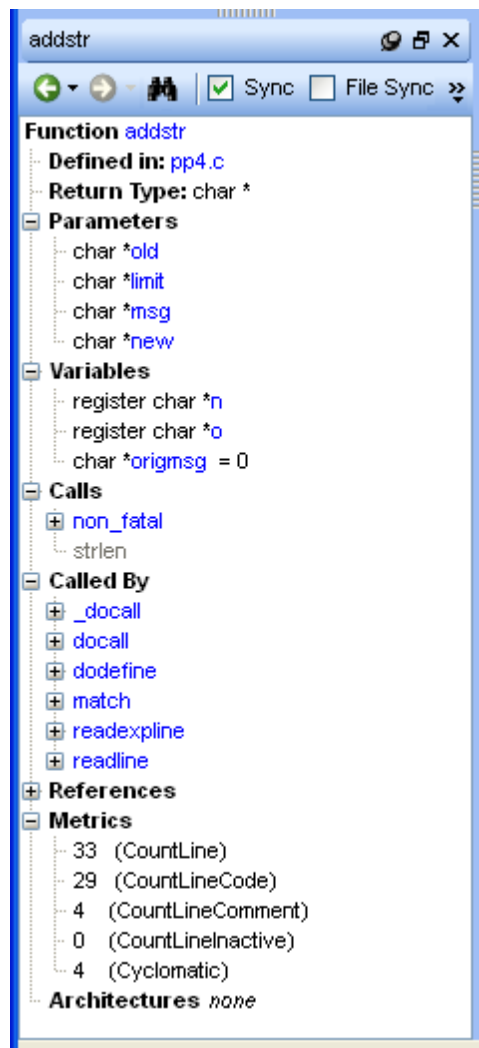 addstr
Sync File Sync
Function addstr
Defined in: pp4.c
Return Type: char *
Parameters
char *old
char *limit
char *msg
char *new
Variables
register char *n
register char *o
char *origmsg = 0
Calls
non_fatal
strlen
Called By
_docall
docall
dodefine
match
readexpline
readline
References
Metrics
33 (CountLine)
29 (CountLineCode)
4 (CountLineComment)
0 (CountLineInactive)
4 (Cyclomatic)
Architectures none